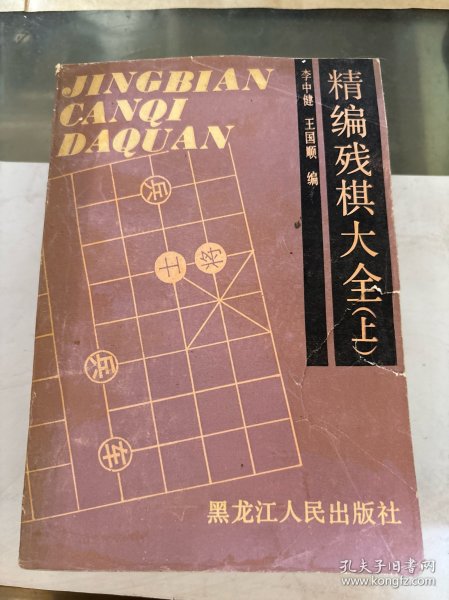 JINGBIAN
CANQI
DAQUAN
精编残棋大全(上)
李中健 王国顺 编
兵
士
将
兵
车
黑龙江人民出版社
孔夫子旧书网
www.kongfz.com